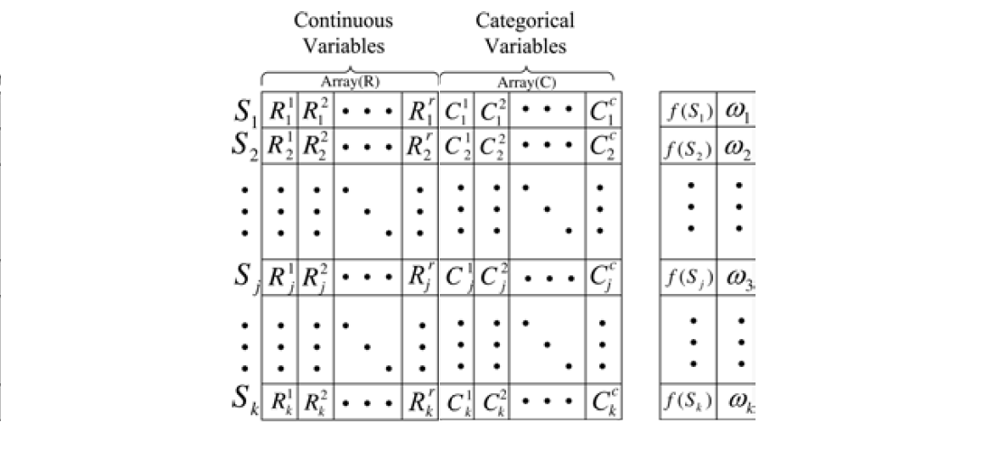 Continuous Variables
Categorical Variables
Array(R) Array(C)
S₁ R₁¹ R₁² • • • R₁ʳ C₁¹ C₁² • • • C₁ᶜ f(S₁) ω₁
S₂ R₂¹ R₂² • • • R₂ʳ C₂¹ C₂² • • • C₂ᶜ f(S₂) ω₂
Sⱼ Rⱼ¹ Rⱼ² • • • Rⱼʳ Cⱼ¹ Cⱼ² • • • Cⱼᶜ f(Sⱼ) ω₃
Sₖ Rₖ¹ Rₖ² • • • Rₖʳ Cₖ¹ Cₖ² • • • Cₖᶜ f(Sₖ) ωₖ